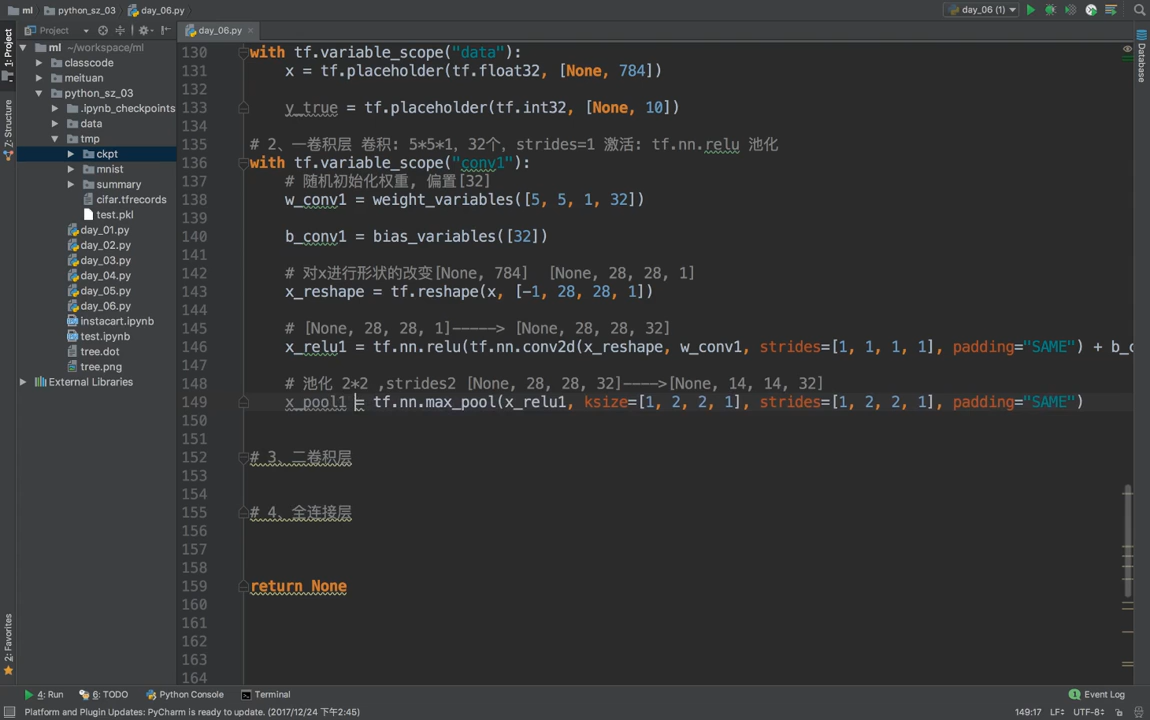 ml
python_sz_03
day_06.py
day_06 (1)
Project
day_06.py
ml ~/workspace/ml
classcode
meituan
python_sz_03
.ipynb_checkpoints
data
tmp
ckpt
mnist
summary
cifar.tfrecords
test.pkl
day_01.py
day_02.py
day_03.py
day_04.py
day_05.py
day_06.py
instacart.ipynb
test.ipynb
tree.dot
tree.png
External Libraries
1: Project
7: Structure
2: Favorites
Database
130 with tf.variable_scope("data"):
131 x = tf.placeholder(tf.float32, [None, 784])
132
133 y_true = tf.placeholder(tf.int32, [None, 10])
134
135 # 2、一卷积层 卷积: 5*5*1, 32个, strides=1 激活: tf.nn.relu 池化
136 with tf.variable_scope("conv1"):
137 # 随机初始化权重, 偏置[32]
138 w_conv1 = weight_variables([5, 5, 1, 32])
139
140 b_conv1 = bias_variables([32])
141
142 # 对x进行形状的改变[None, 784] [None, 28, 28, 1]
143 x_reshape = tf.reshape(x, [-1, 28, 28, 1])
144
145 # [None, 28, 28, 1]-----> [None, 28, 28, 32]
146 x_relu1 = tf.nn.relu(tf.nn.conv2d(x_reshape, w_conv1, strides=[1, 1, 1, 1], padding="SAME") + b_c
147
148 # 池化 2*2 ,strides2 [None, 28, 28, 32]---->[None, 14, 14, 32]
149 x_pool1 = tf.nn.max_pool(x_relu1, ksize=[1, 2, 2, 1], strides=[1, 2, 2, 1], padding="SAME")
150
151
152 # 3、二卷积层
153
154
155 # 4、全连接层
156
157
158
159 return None
160
161
162
163
164
4: Run
6: TODO
Python Console
Terminal
1 Event Log
Platform and Plugin Updates: PyCharm is ready to update. (2017/12/24 下午2:45)
149:17 LF÷ UTF-8÷